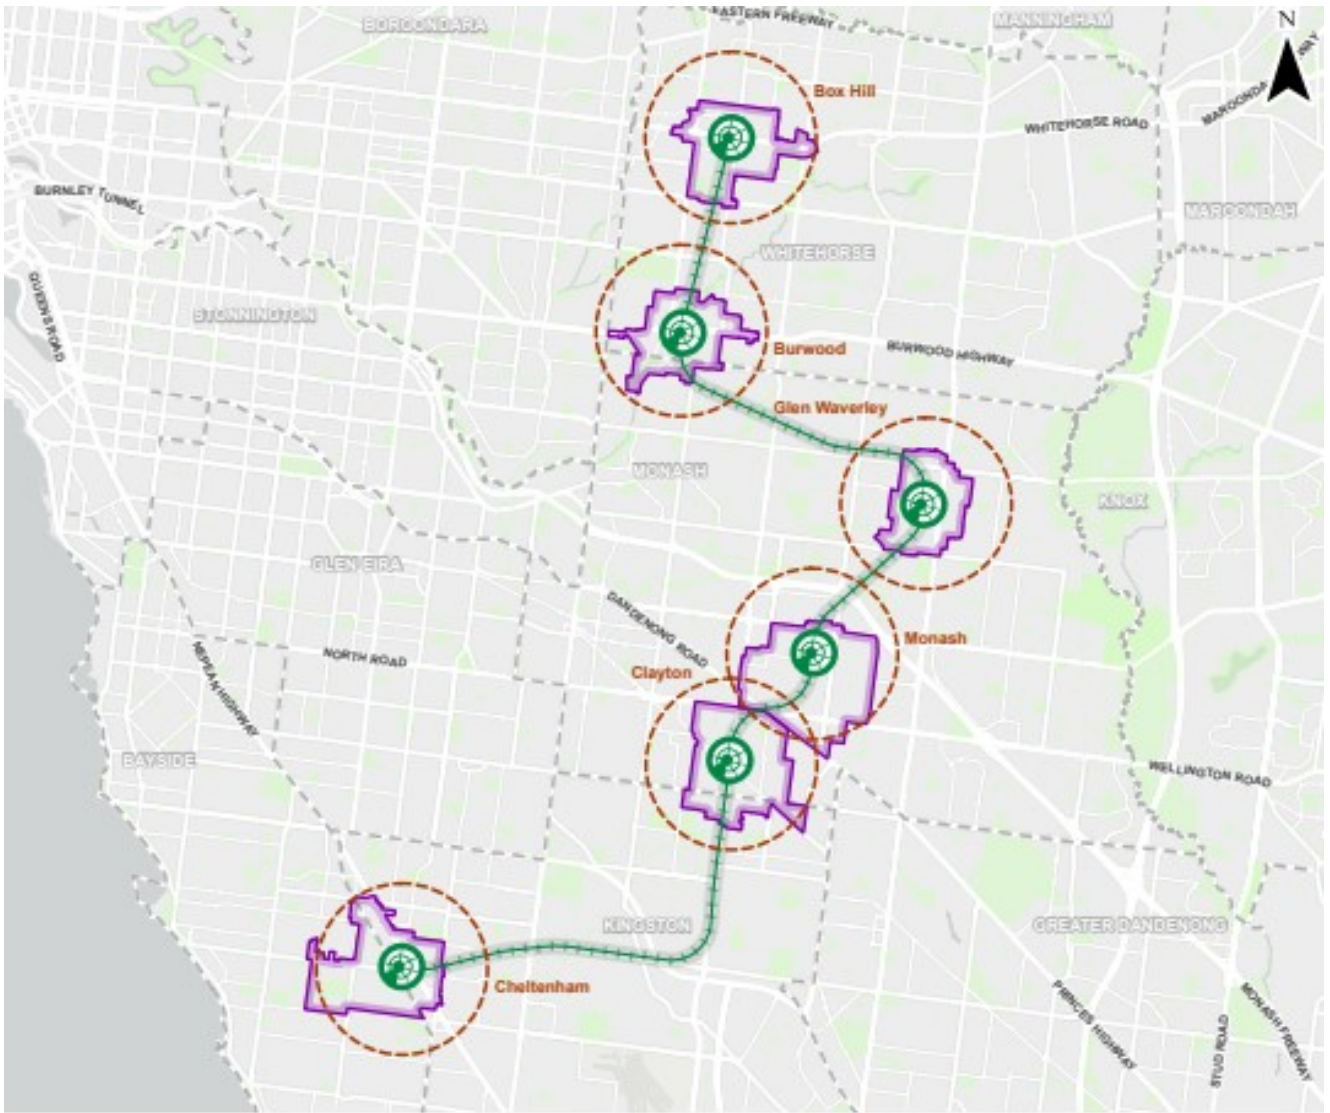 EASTERN FREEWAY
MANNINGHAM
BOROONDARA
N
Box Hill
WHITEHORSE ROAD
BURNLEY TUNNEL
MAROONDAH
WHITEHORSE
QUEENS ROAD
STONNINGTON
Burwood
BURWOOD HIGHWAY
Glen Waverley
MONASH
KNOX
GLEN EIRA
DANDENONG ROAD
Monash
NORTH ROAD
Clayton
NEPEAN HIGHWAY
BAYSIDE
WELLINGTON ROAD
KINGSTON
GREATER DANDENONG
Cheltenham
PRINCES HIGHWAY
STUD ROAD
MONASH FREEWAY